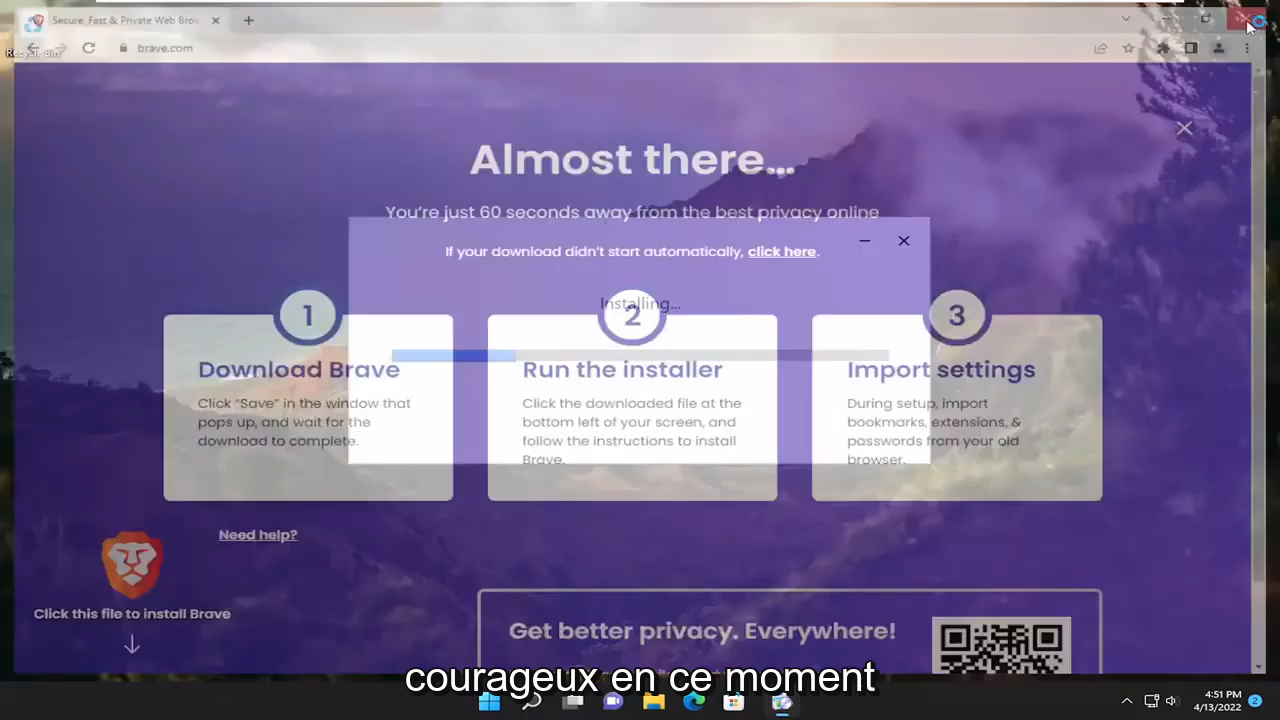 Secure, Fast & Private Web Brow
Recycle Bin
brave.com
Almost there...
You're just 60 seconds away from the best privacy online
If your download didn't start automatically, click here.
Installing...
1
2
3
Download Brave
Click “Save” in the window that
pops up, and wait for the
download to complete.
Run the installer
Click the downloaded file at the
bottom left of your screen, and
follow the instructions to install
Brave.
Import settings
During setup, import
bookmarks, extensions, &
passwords from your old
browser.
Need help?
Click this file to install Brave
Get better privacy. Everywhere!
courageux en ce moment
4:51 PM
4/13/2022
2